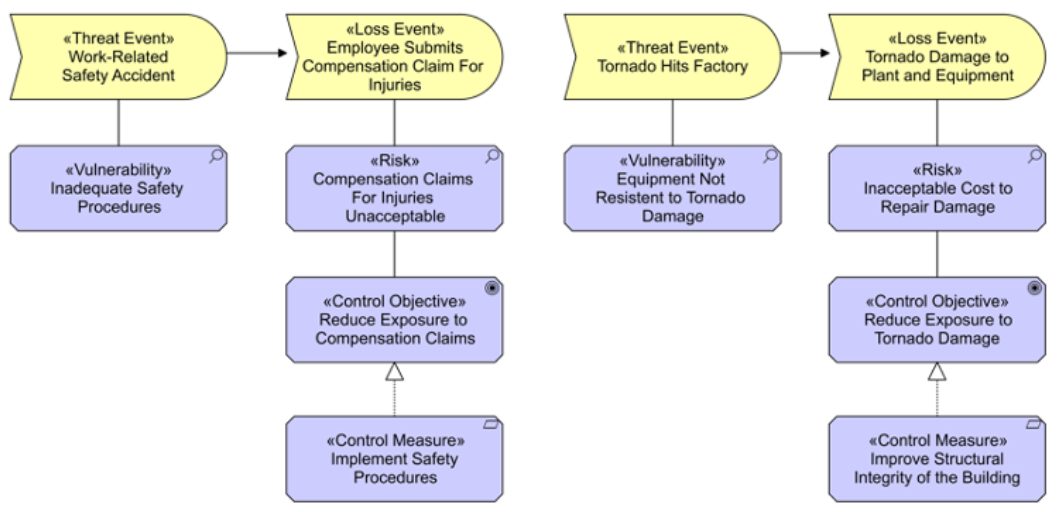 «Threat Event»
Work-Related
Safety Accident
«Loss Event»
Employee Submits
Compensation Claim For
Injuries
«Threat Event»
Tornado Hits Factory
«Loss Event»
Tornado Damage to
Plant and Equipment
«Vulnerability»
Inadequate Safety
Procedures
«Risk»
Compensation Claims
For Injuries
Unacceptable
«Vulnerability»
Equipment Not
Resistent to Tornado
Damage
«Risk»
Inacceptable Cost to
Repair Damage
«Control Objective»
Reduce Exposure to
Compensation Claims
«Control Objective»
Reduce Exposure to
Tornado Damage
«Control Measure»
Implement Safety
Procedures
«Control Measure»
Improve Structural
Integrity of the Building